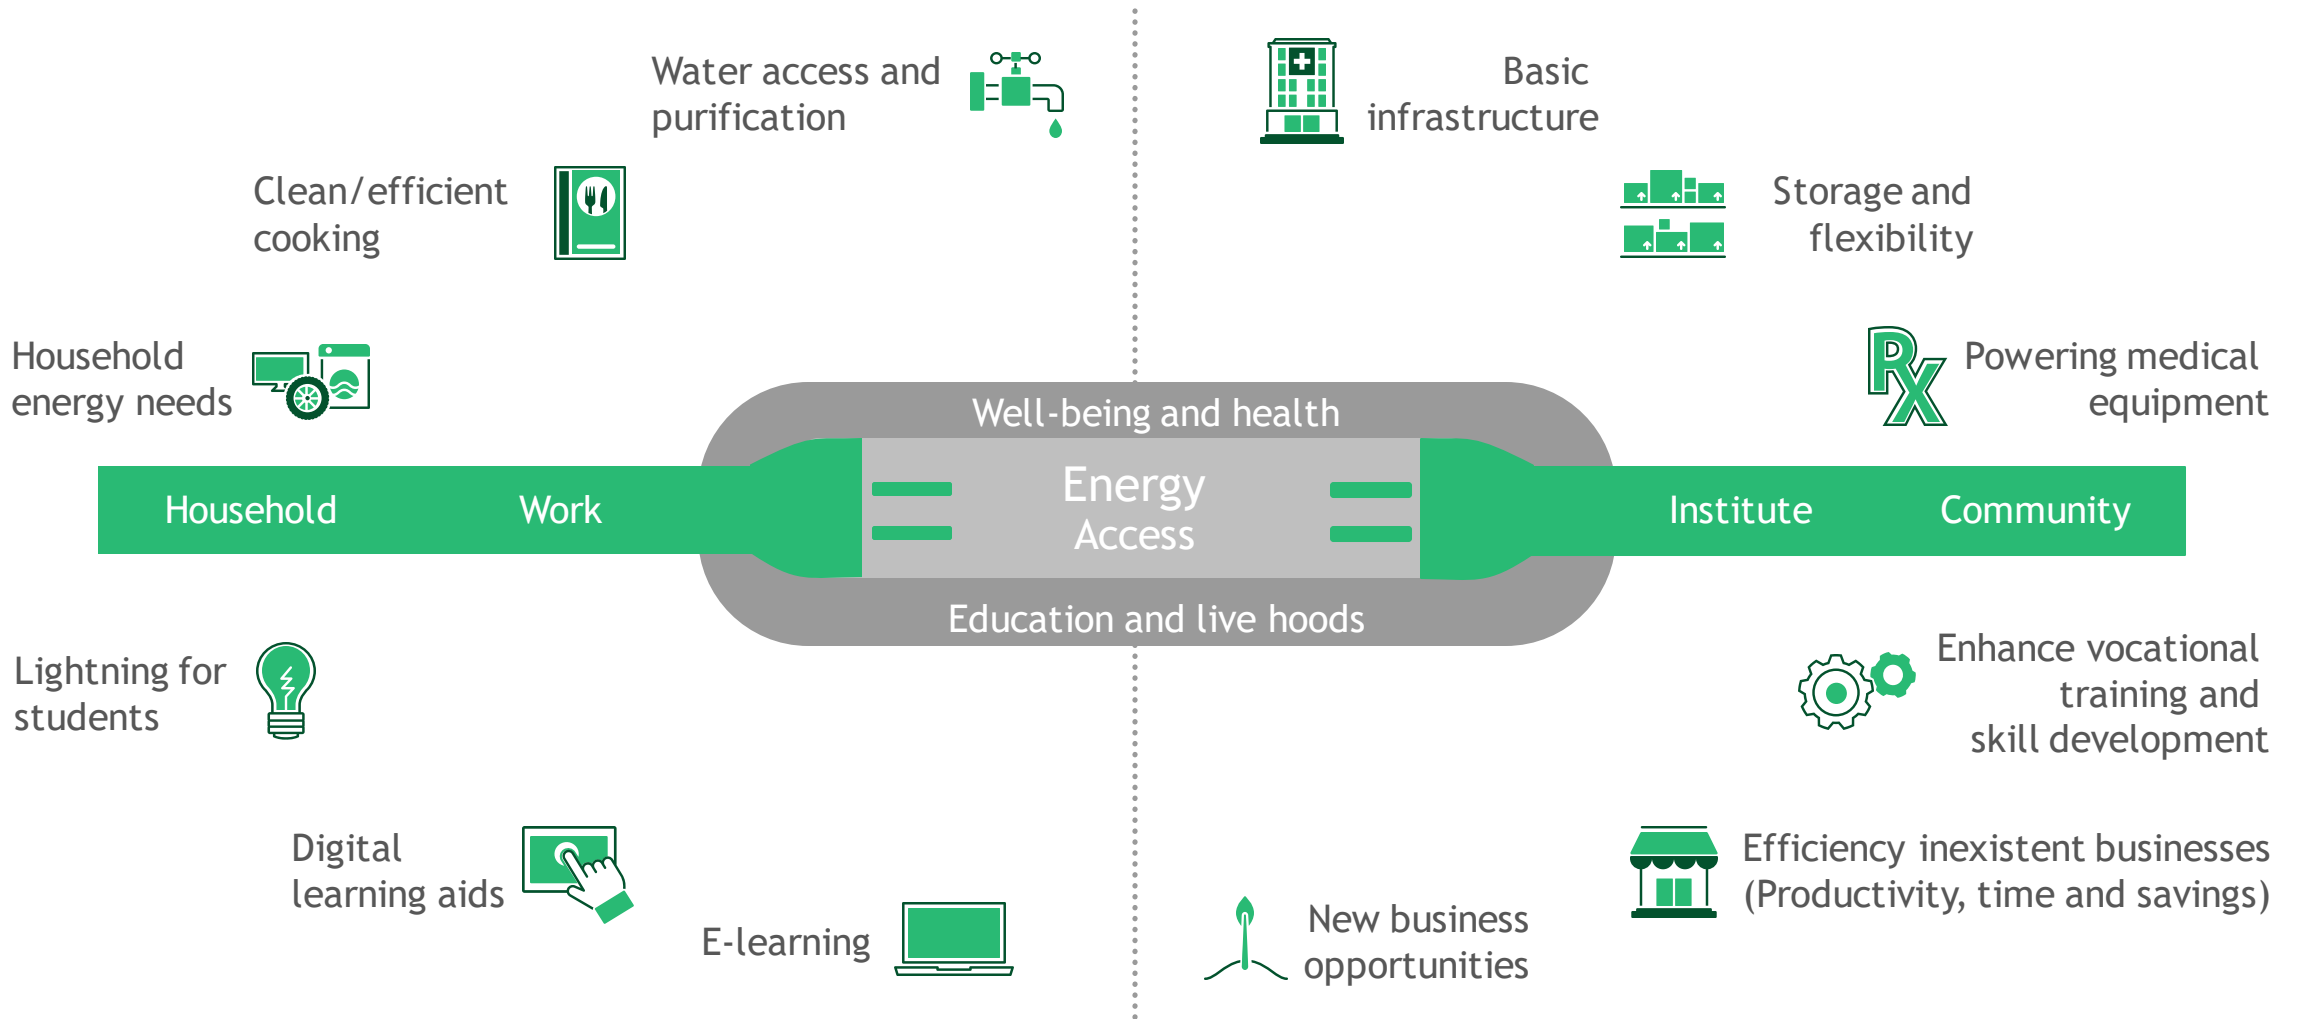 Water access and
purification
Basic
infrastructure
Clean/efficient
cooking
Storage and
flexibility
Household
energy needs
Powering medical
equipment
Well-being and health
Household
Work
Energy
Access
Institute
Community
Education and live hoods
Lightning for
students
Enhance vocational
training and
skill development
Digital
learning aids
Efficiency inexistent businesses
(Productivity, time and savings)
E-learning
New business
opportunities
RX